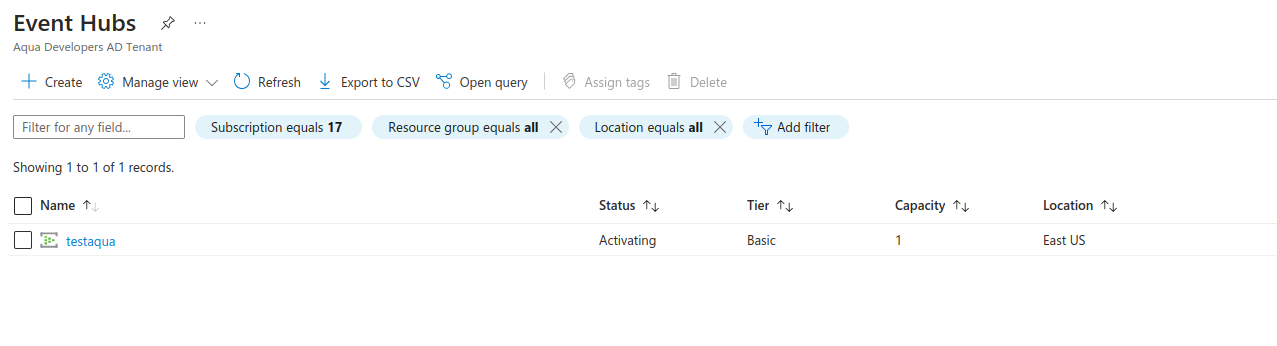 Event Hubs
Aqua Developers AD Tenant
Create Manage view Refresh Export to CSV Open query Assign tags Delete
Filter for any field... Subscription equals 17 Resource group equals all Location equals all Add filter
Showing 1 to 1 of 1 records.
Name Status Tier Capacity Location
testaqua Activating Basic 1 East US